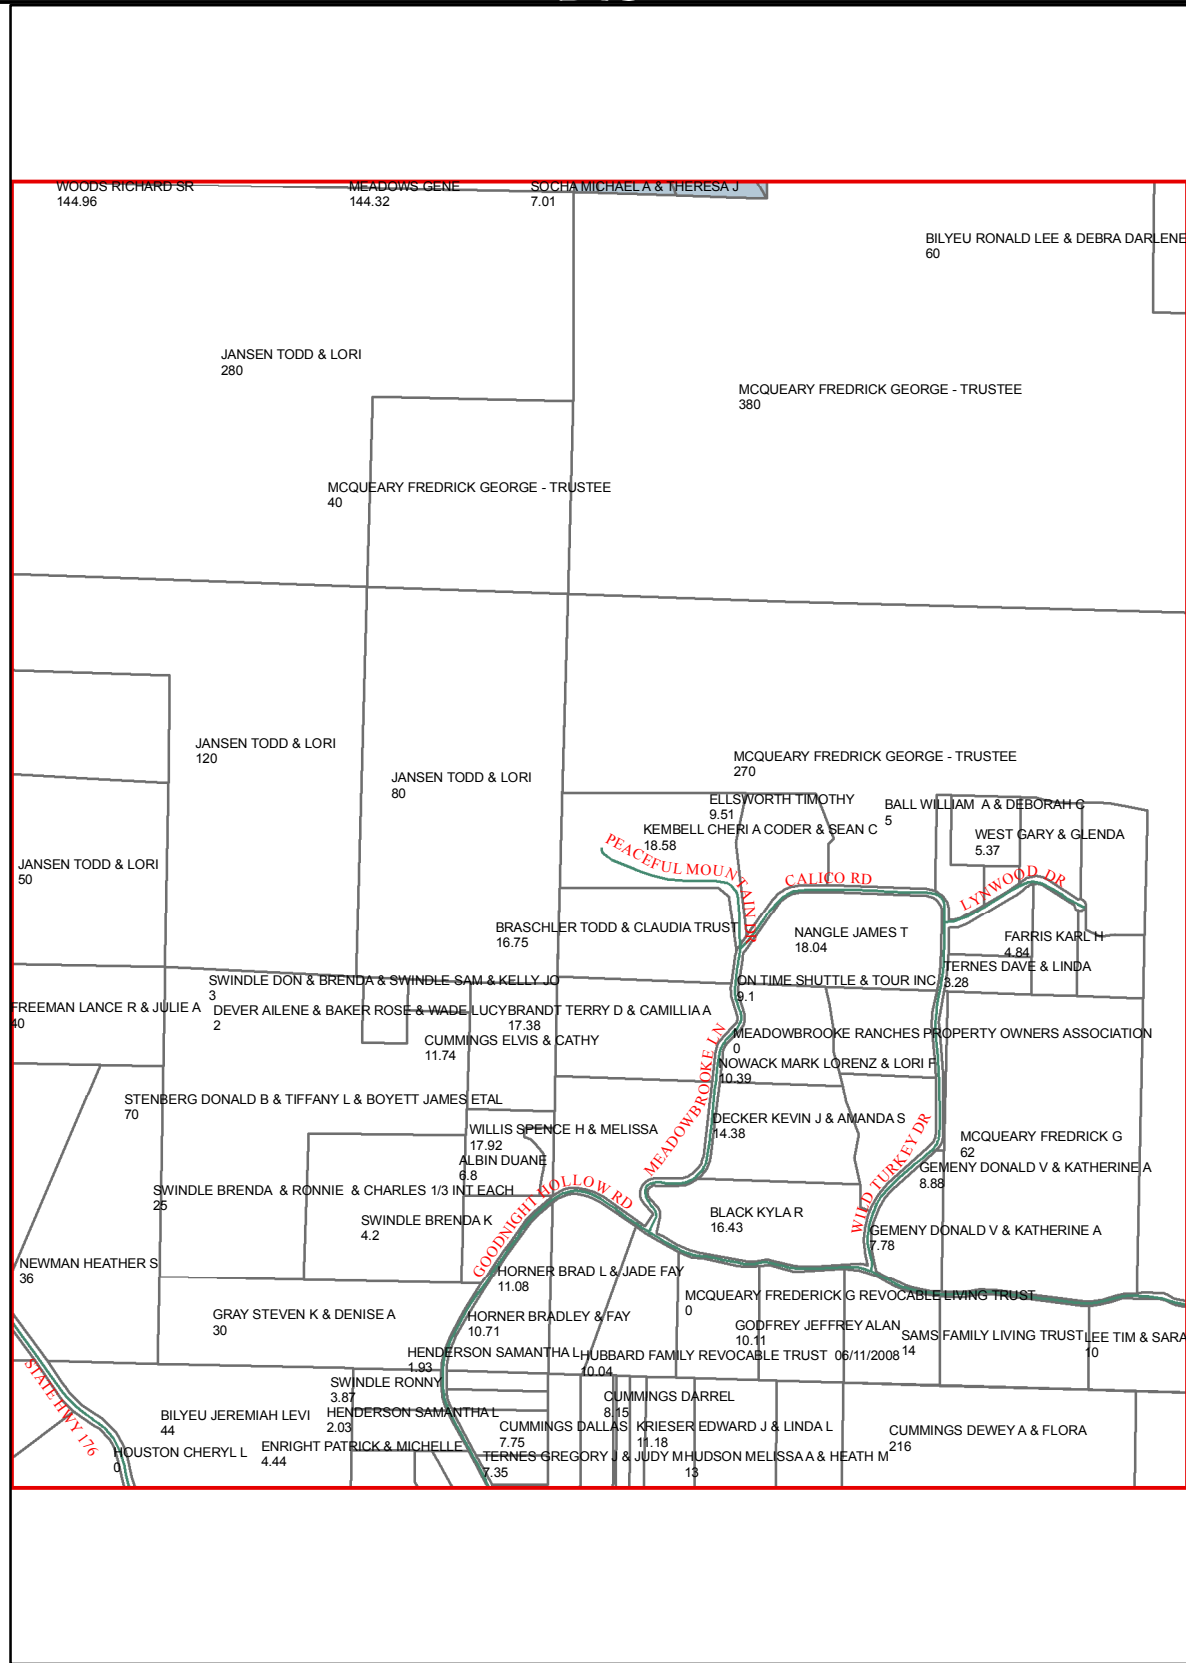 WOODS RICHARD SR
144.96
MEADOWS GENE
144.32
SOCHA MICHAEL A & THERESA J
7.01
BILYEU RONALD LEE & DEBRA DARLENE
60
JANSEN TODD & LORI
280
MCQUEARY FREDRICK GEORGE - TRUSTEE
380
MCQUEARY FREDRICK GEORGE - TRUSTEE
40
JANSEN TODD & LORI
120
JANSEN TODD & LORI
80
MCQUEARY FREDRICK GEORGE - TRUSTEE
270
ELLSWORTH TIMOTHY
9.51
BALL WILLIAM A & DEBORAH C
5
KEMBELL CHERI A CODER & SEAN C
18.58
WEST GARY & GLENDA
5.37
JANSEN TODD & LORI
50
PEACEFUL MOUNTAIN DR
CALICO RD
LYNWOOD DR
BRASCHLER TODD & CLAUDIA TRUST
16.75
NANGLE JAMES T
18.04
FARRIS KARL H
4.84
TERNES DAVE & LINDA
3.28
SWINDLE DON & BRENDA & SWINDLE SAM & KELLY JO
3
ON TIME SHUTTLE & TOUR INC
9.1
FREEMAN LANCE R & JULIE A
40
DEVER AILENE & BAKER ROSE & WADE LUCY
2
BRANDT TERRY D & CAMILLIA A
17.38
CUMMINGS ELVIS & CATHY
11.74
MEADOWBROOKE RANCHES PROPERTY OWNERS ASSOCIATION
0
NOWACK MARK LORENZ & LORI F
10.39
MEADOWBROOKE LN
STENBERG DONALD B & TIFFANY L & BOYETT JAMES ETAL
70
DECKER KEVIN J & AMANDA S
14.38
WILLIS SPENCE H & MELISSA
17.92
MCQUEARY FREDRICK G
62
ALBIN DUANE
6.8
GEMENY DONALD V & KATHERINE A
8.88
WILD TURKEY DR
SWINDLE BRENDA & RONNIE & CHARLES 1/3 INT EACH
25
GOODNIGHT HOLLOW RD
SWINDLE BRENDA K
4.2
BLACK KYLA R
16.43
GEMENY DONALD V & KATHERINE A
7.78
NEWMAN HEATHER S
36
HORNER BRAD L & JADE FAY
11.08
MCQUEARY FREDERICK G REVOCABLE LIVING TRUST
0
GRAY STEVEN K & DENISE A
30
HORNER BRADLEY & FAY
10.71
GODFREY JEFFREY ALAN
10.11
SAMS FAMILY LIVING TRUST
14
LEE TIM & SARA
10
HENDERSON SAMANTHA L
1.93
HUBBARD FAMILY REVOCABLE TRUST 06/11/2008
10.04
STATE HWY 176
SWINDLE RONNY
3.87
CUMMINGS DARREL
8.15
BILYEU JEREMIAH LEVI
44
HENDERSON SAMANTHA L
2.03
CUMMINGS DALLAS
7.75
KRIESER EDWARD J & LINDA L
11.18
CUMMINGS DEWEY A & FLORA
216
HOUSTON CHERYL L
0
ENRIGHT PATRICK & MICHELLE
4.44
TERNES GREGORY J & JUDY M
7.35
HUDSON MELISSA A & HEATH M
13